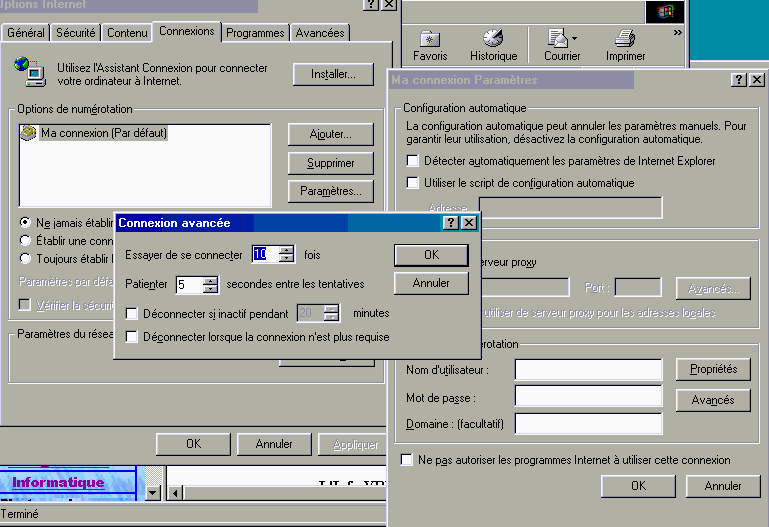 Options Internet
Général
Sécurité
Contenu
Connexions
Programmes
Avancées
Utilisez l'Assistant Connexion pour connecter
votre ordinateur à Internet.
Installer...
Options de numérotation
Ma connexion (Par défaut)
Ajouter...
Supprimer
Paramètres...
Ne jamais établir
Établir une conn
Toujours établir l
Paramètres par défa
Vérifier la sécurit
Paramètres du résea
OK
Annuler
Appliquer
Informatique
Terminé
Favoris
Historique
Courrier
Imprimer
»
Ma connexion Paramètres
Configuration automatique
La configuration automatique peut annuler les paramètres manuels. Pour
garantir leur utilisation, désactivez la configuration automatique.
Détecter automatiquement les paramètres de Internet Explorer
Utiliser le script de configuration automatique
Adresse
erveur proxy
Port :
Avancés...
utiliser de serveur proxy pour les adresses locales
érotation
Nom d'utilisateur :
Mot de passe :
Domaine : (facultatif)
Propriétés
Avancés
Ne pas autoriser les programmes Internet à utiliser cette connexion
OK
Annuler
Connexion avancée
Essayer de se connecter 10 fois
Patienter 5 secondes entre les tentatives
Déconnecter si inactif pendant 20 minutes
Déconnecter lorsque la connexion n'est plus requise
OK
Annuler